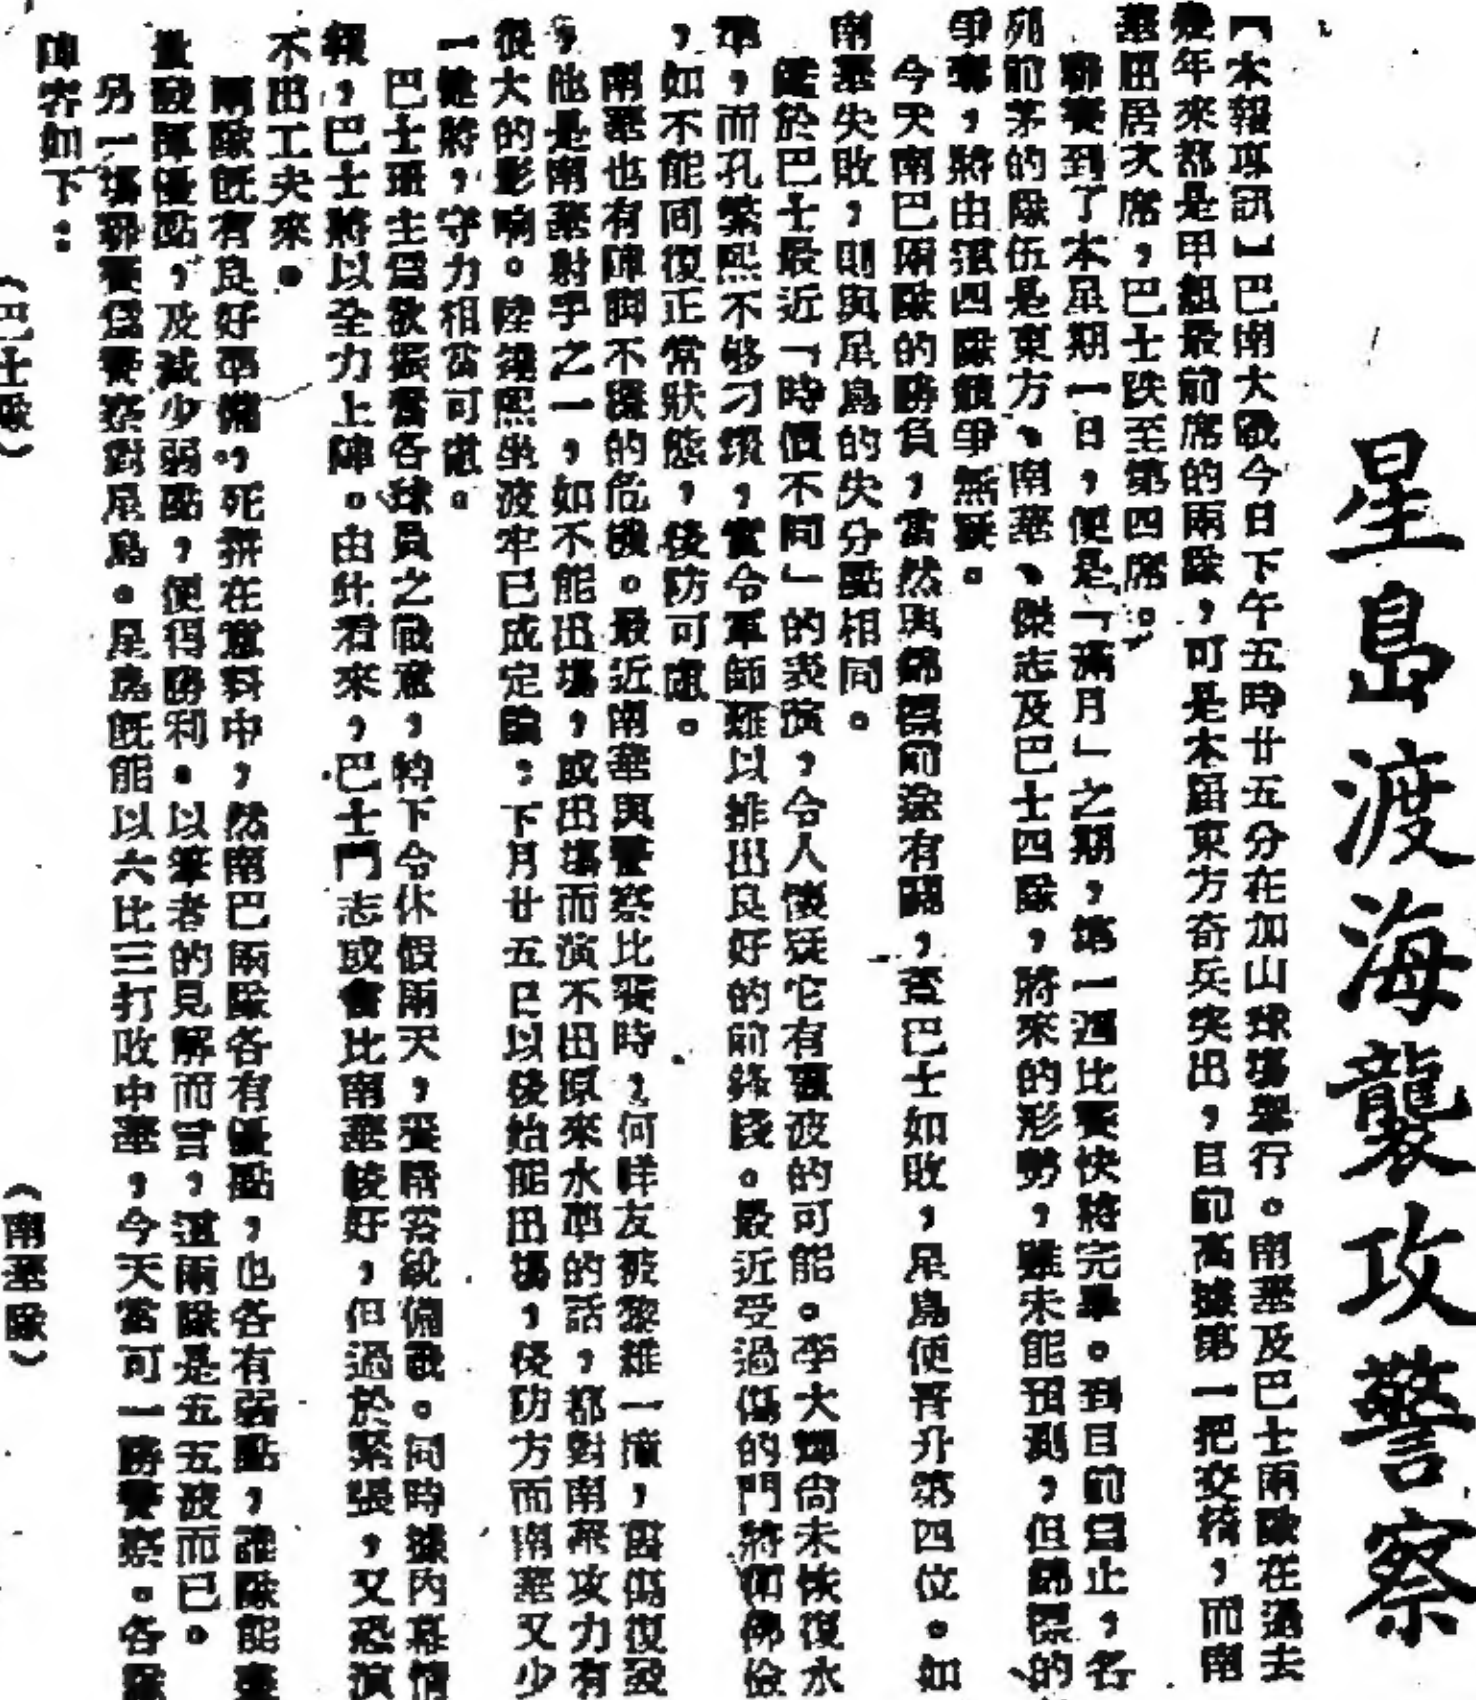 星島渡海襲攻警察
【本報專訊】巴南大戰今日下午五時廿五分在加山球場舉行。南華及巴士兩隊在過去
幾年來都是甲組最前席的兩隊，可是本屆東方奇兵突出，目前高據第一把交椅，而南
華屈居次席，巴士跌至第四席。
聯賽到了本星期一日，便是「滿月」之期，第一週比賽快將完畢。到目前為止，名
列前茅的隊伍是東方、南華、傑志及巴士四隊，將來的形勢，雖未能預測，但錦標的
爭奪，將由這四隊競爭無疑。
今天南巴兩隊的勝負，當然與錦標前途有關，蓋巴士如敗，星島便晉升第四位。如
南華失敗，則與星島的失分點相同。
鑑於巴士最近「時價不同」的表演，令人懷疑它有翻波的可能。李大輝尚未恢復水
準，而孔繁熙不够刁鑽，實令軍師難以排出良好的前鋒綫。最近受過傷的門將衛佛儉
，如不能回復正常狀態，後防可慮。
南華也有陣脚不穩的危機。最近南華與警察比賽時，何祥友被黎雄一撞，舊傷復發
，他是南華射手之一，如不能出場，或出場而演不出原來水準的話，都對南華攻力有
很大的影响。陸鏡熙坐波牢已成定論；下月廿五日以後始能出場，後防方而南華又少
一健將，守力相當可慮。
巴士班主為欲振奮各球員之戰意，特下令休假兩天，養精蓄銳備戰。同時據內幕情
報，巴士將以全力上陣。由此看來，巴士鬥志或會比南華較好，但過於緊張，又恐演
不出工夫來。
兩隊既有良好準備，死拼在意料中，然南巴兩隊各有優點，也各有弱點，誰隊能盡
量發揮優點，及減少弱點，便得勝利。以筆者的見解而言，這兩隊是五五波而已。
另一場聯賽為警察對星島。星島既能以六比三打敗中華，今天當可一勝警察。各隊
陣容如下：
（巴士隊）
（南華隊）